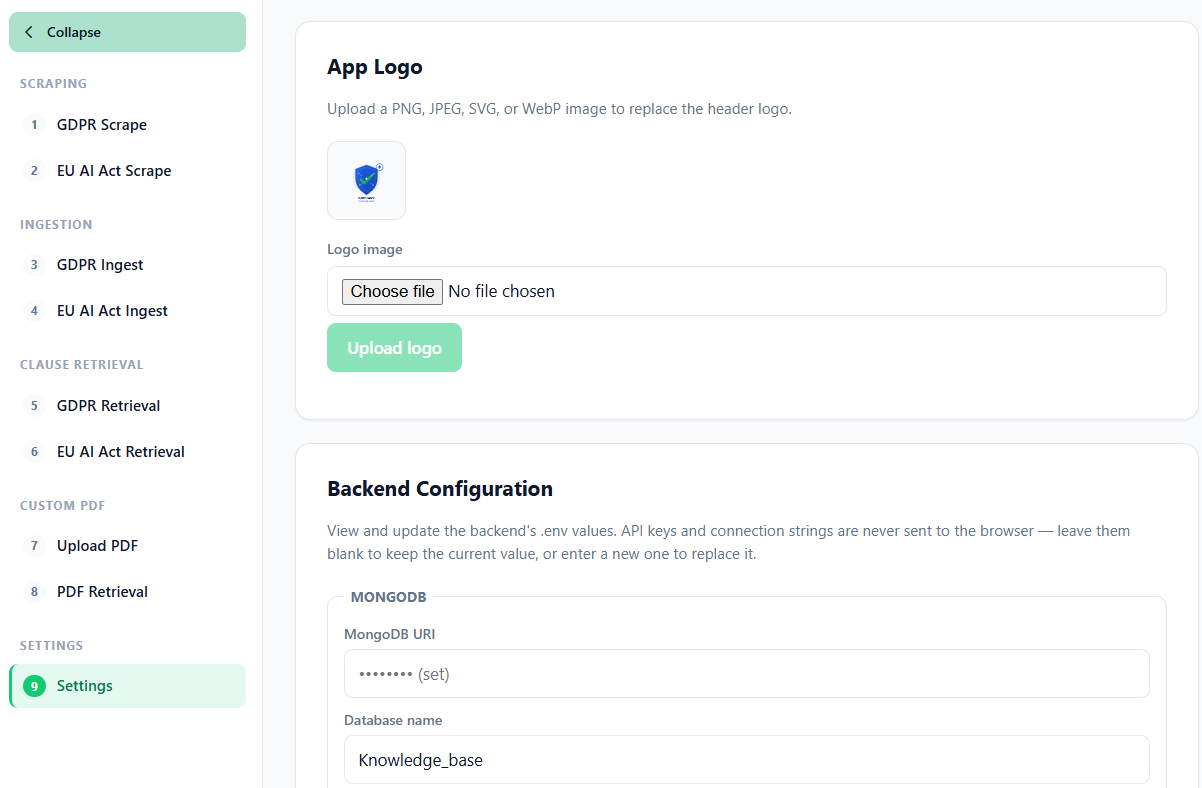 Collapse
SCRAPING
1 GDPR Scrape
2 EU AI Act Scrape
INGESTION
3 GDPR Ingest
4 EU AI Act Ingest
CLAUSE RETRIEVAL
5 GDPR Retrieval
6 EU AI Act Retrieval
CUSTOM PDF
7 Upload PDF
8 PDF Retrieval
SETTINGS
9 Settings
App Logo
Upload a PNG, JPEG, SVG, or WebP image to replace the header logo.
Logo image
Choose file No file chosen
Upload logo
Backend Configuration
View and update the backend's .env values. API keys and connection strings are never sent to the browser — leave them
blank to keep the current value, or enter a new one to replace it.
MONGODB
MongoDB URI
•••••••• (set)
Database name
Knowledge_base